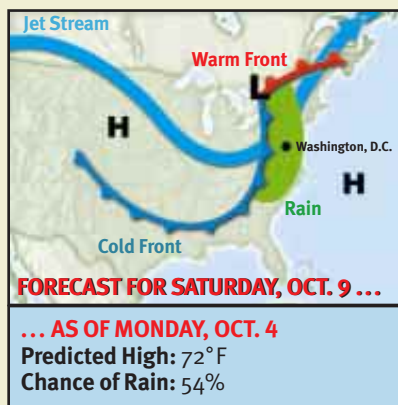 Jet Stream
Warm Front
L
H
Washington, D.C.
H
Rain
Cold Front
FORECAST FOR SATURDAY, OCT. 9 ...
... AS OF MONDAY, OCT. 4
Predicted High: 72°F
Chance of Rain: 54%